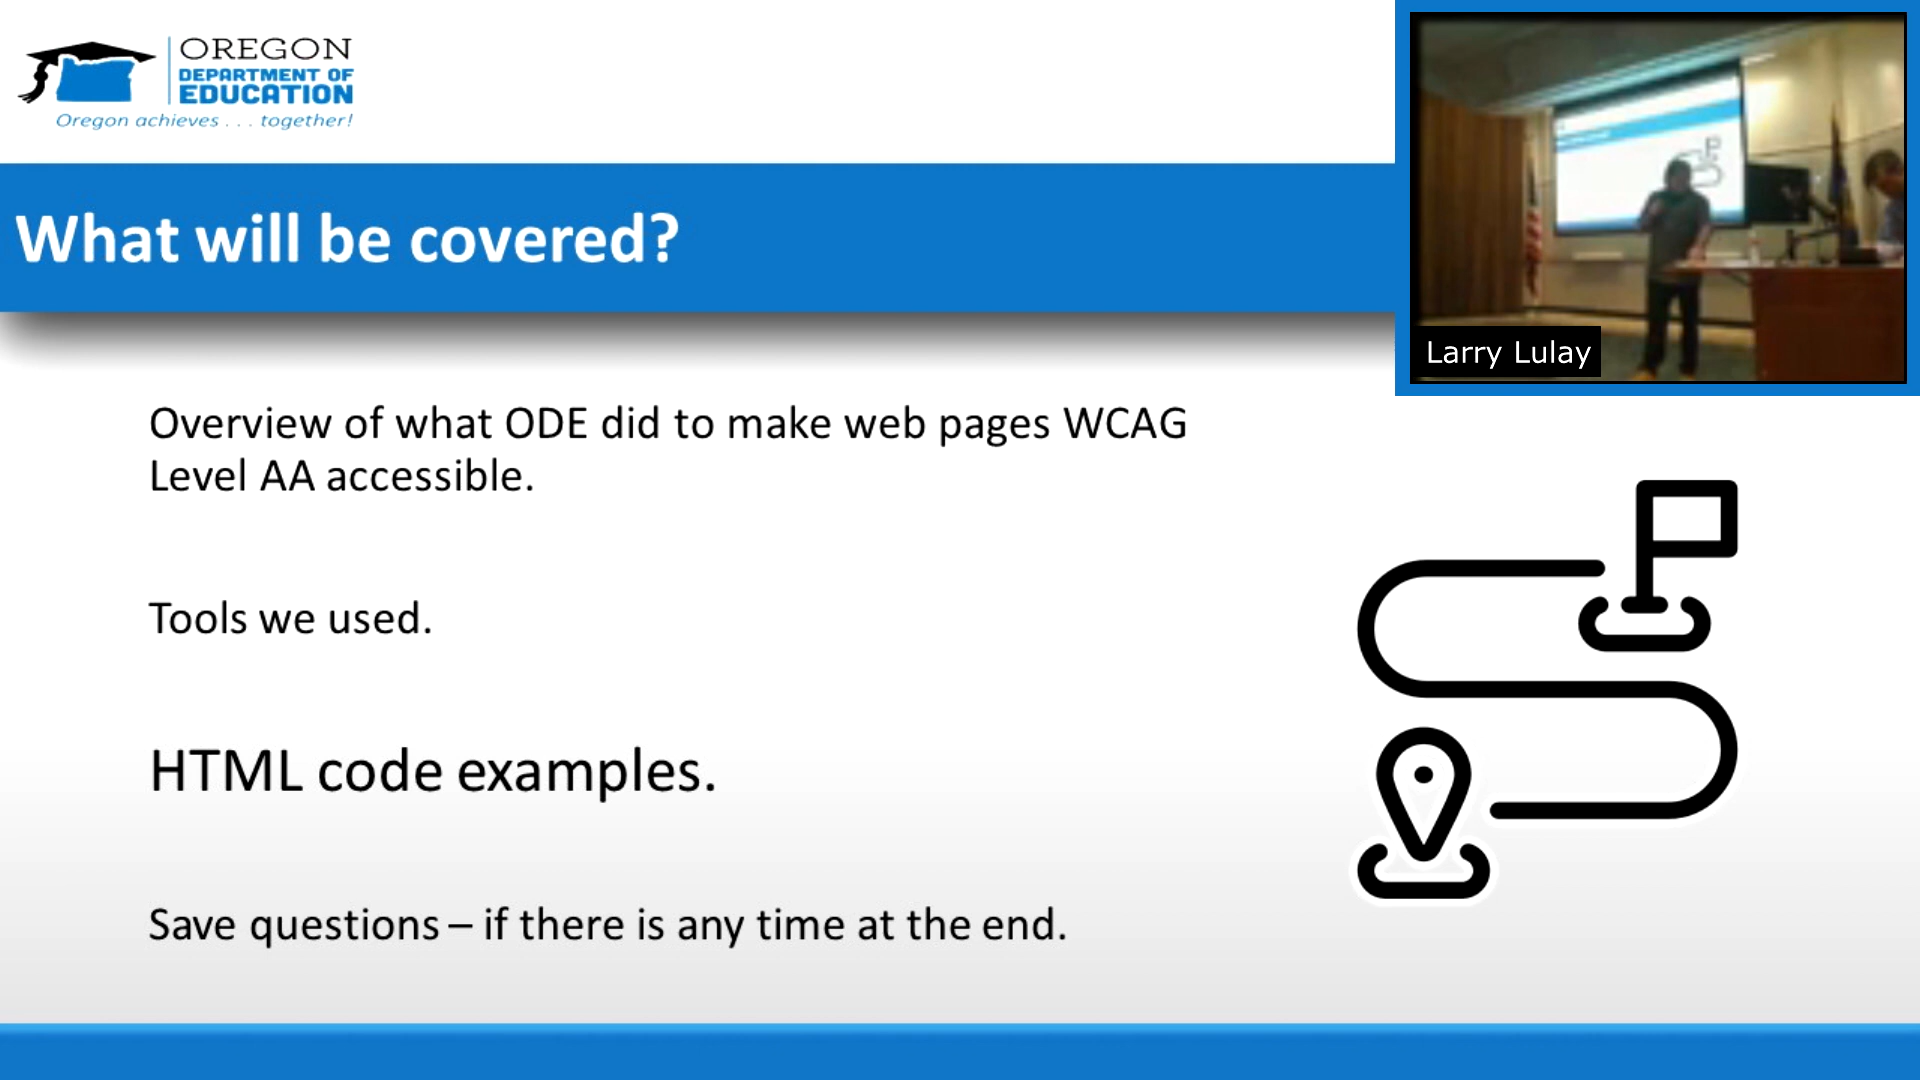 OREGON
DEPARTMENT OF
EDUCATION
Oregon achieves . . . together!
What will be covered?
Larry Lulay
Overview of what ODE did to make web pages WCAG
Level AA accessible.
Tools we used.
HTML code examples.
Save questions – if there is any time at the end.